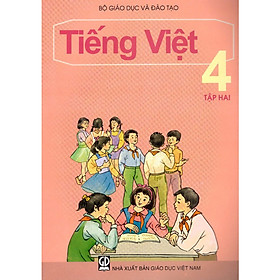 BỘ GIÁO DỤC VÀ ĐÀO TẠO
Tiếng Việt
4
TẬP HAI
NHÀ XUẤT BẢN GIÁO DỤC VIỆT NAM